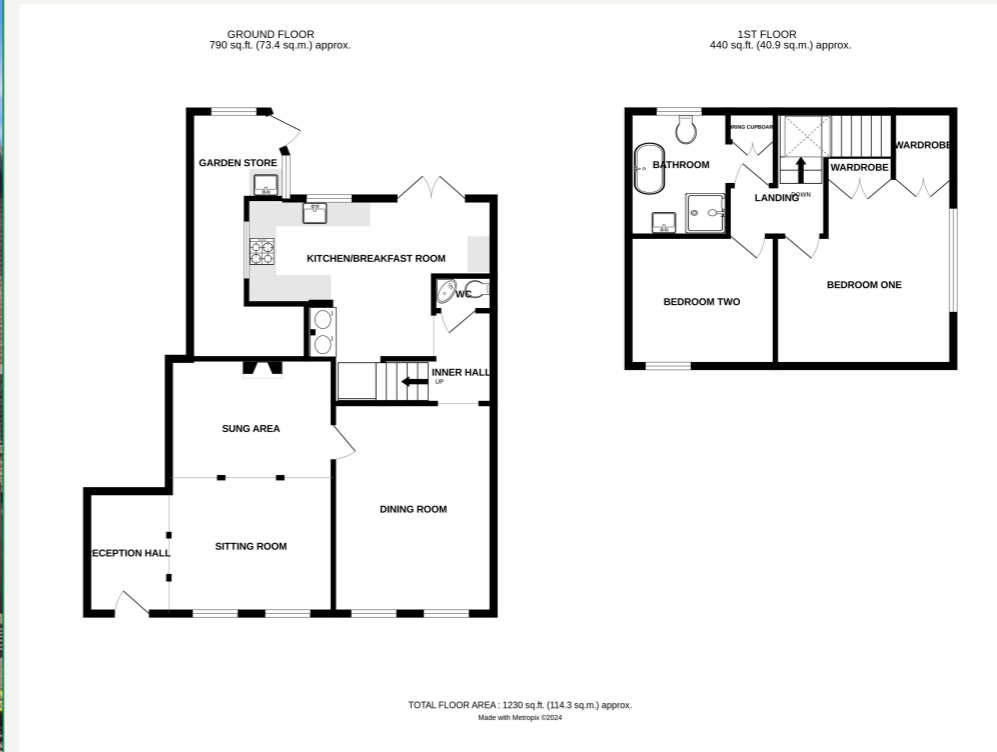 GROUND FLOOR
790 sq.ft. (73.4 sq.m.) approx.
1ST FLOOR
440 sq.ft. (40.9 sq.m.) approx.
GARDEN STORE
KITCHEN/BREAKFAST ROOM
WC
INNER HALL
UP
SUNG AREA
DINING ROOM
SITTING ROOM
ECEPTION HALL
RING CUPBOAR
BATHROOM
WARDROBE
WARDROBE
LANDING
DOWN
BEDROOM ONE
BEDROOM TWO
TOTAL FLOOR AREA : 1230 sq.ft. (114.3 sq.m.) approx.
Made with Metropix ©2024